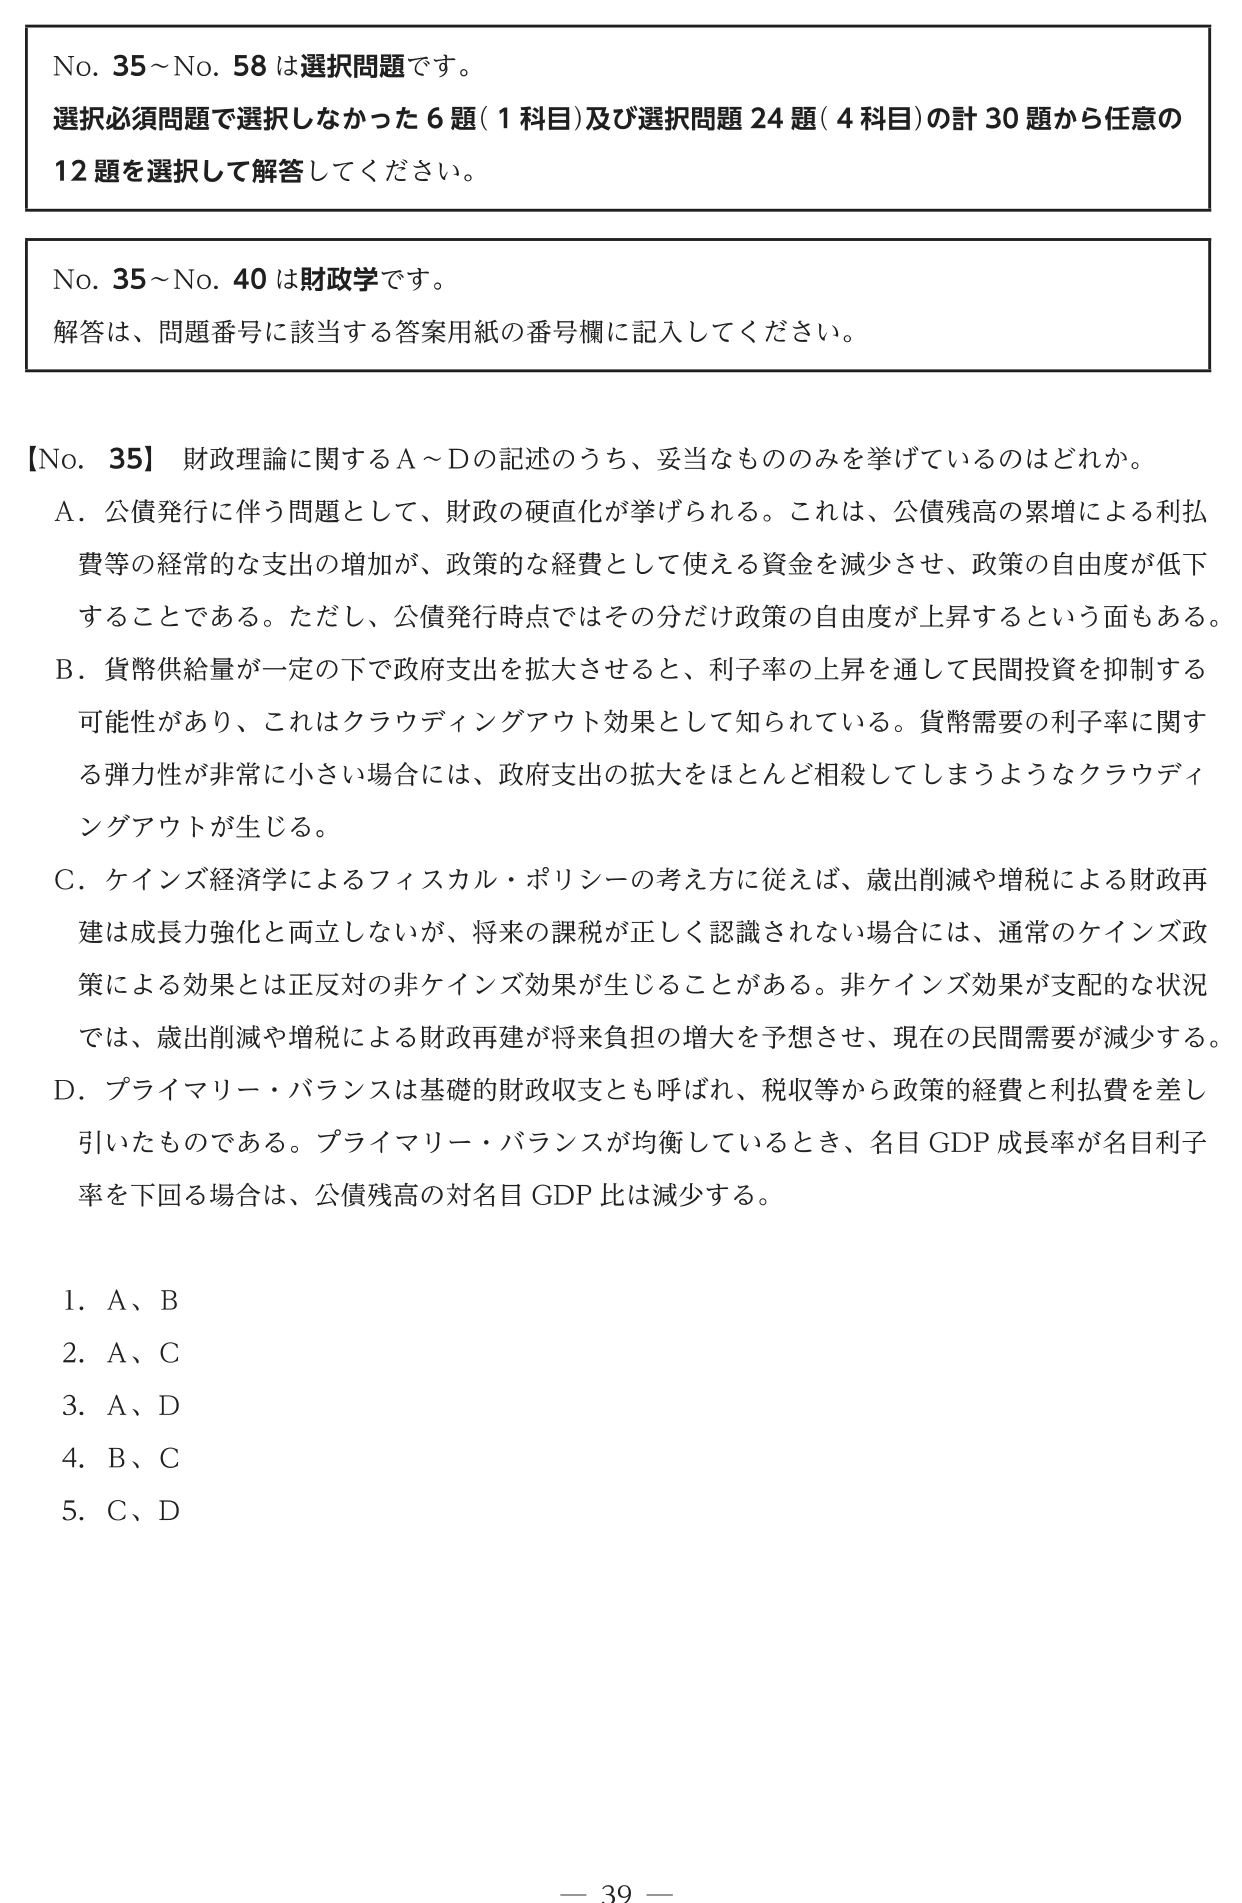 No. 35～No. 58 は選択問題です。
選択必須問題で選択しなかった 6 題(1 科目)及び選択問題 24 題(4 科目)の計 30 題から任意の
12 題を選択して解答してください。
No. 35～No. 40 は財政学です。
解答は、問題番号に該当する答案用紙の番号欄に記入してください。
【No. 35】 財政理論に関するA～Dの記述のうち、妥当なもののみを挙げているのはどれか。
A. 公債発行に伴う問題として、財政の硬直化が挙げられる。これは、公債残高の累増による利払
費等の経常的な支出の増加が、政策的な経費として使える資金を減少させ、政策の自由度が低下
することである。ただし、公債発行時点ではその分だけ政策の自由度が上昇するという面もある。
B. 貨幣供給量が一定の下で政府支出を拡大させると、利子率の上昇を通して民間投資を抑制する
可能性があり、これはクラウディングアウト効果として知られている。貨幣需要の利子率に関す
る弾力性が非常に小さい場合には、政府支出の拡大をほとんど相殺してしまうようなクラウディ
ングアウトが生じる。
C. ケインズ経済学によるフィスカル・ポリシーの考え方に従えば、歳出削減や増税による財政再
建は成長力強化と両立しないが、将来の課税が正しく認識されない場合には、通常のケインズ政
策による効果とは正反対の非ケインズ効果が生じることがある。非ケインズ効果が支配的な状況
では、歳出削減や増税による財政再建が将来負担の増大を予想させ、現在の民間需要が減少する。
D. プライマリー・バランスは基礎的財政収支とも呼ばれ、税収等から政策的経費と利払費を差し
引いたものである。プライマリー・バランスが均衡しているとき、名目 GDP 成長率が名目利子
率を下回る場合は、公債残高の対名目 GDP 比は減少する。
1. A、B
2. A、C
3. A、D
4. B、C
5. C、D
— 39 —